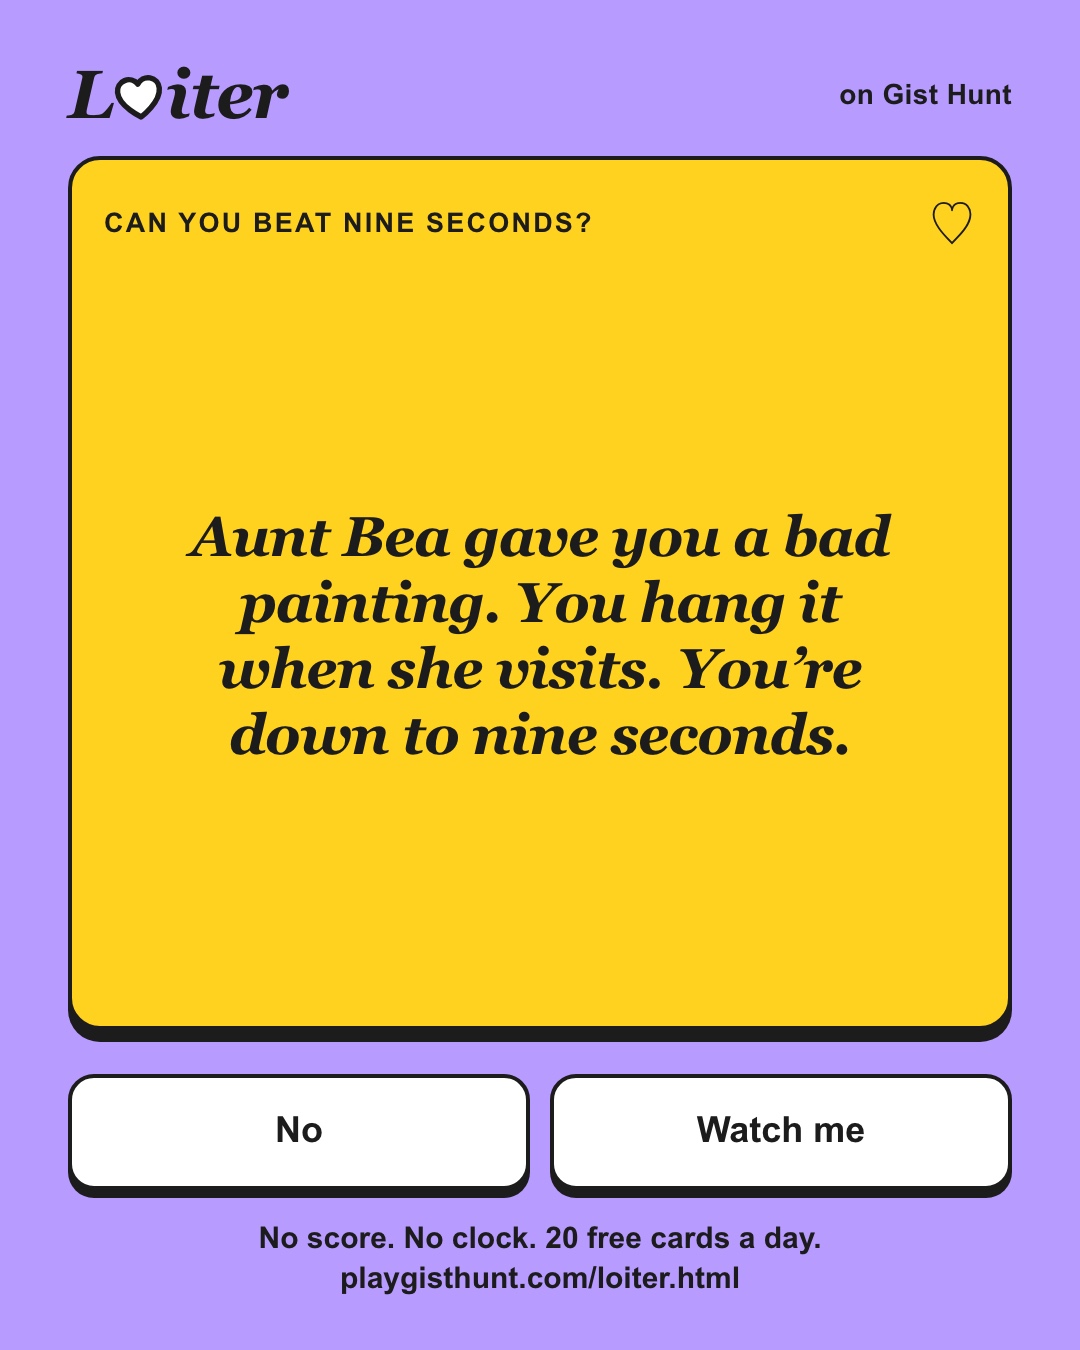 Loiter
on Gist Hunt
CAN YOU BEAT NINE SECONDS?
Aunt Bea gave you a bad
painting. You hang it
when she visits. You’re
down to nine seconds.
No
Watch me
No score. No clock. 20 free cards a day.
playgisthunt.com/loiter.html